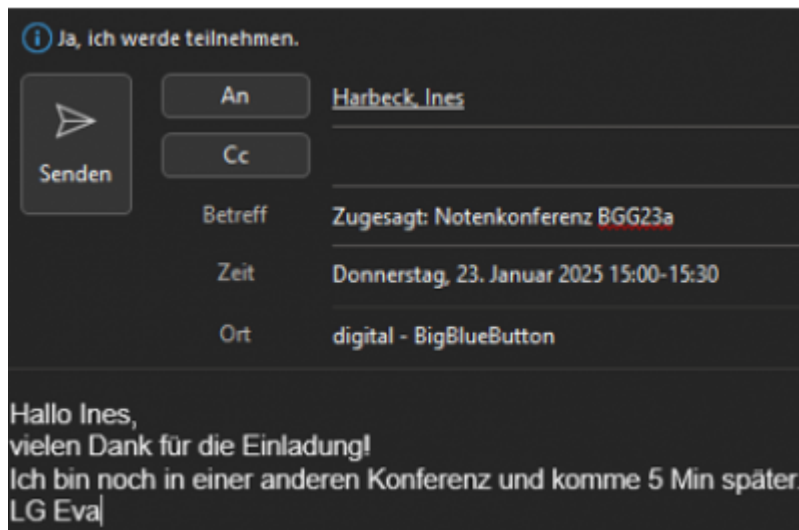 Ja, ich werde teilnehmen.
Senden
An
Harbeck, Ines
Cc
Betreff
Zugesagt: Notenkonferenz BGG23a
Zeit
Donnerstag, 23. Januar 2025 15:00-15:30
Ort
digital - BigBlueButton
Hallo Ines,
vielen Dank für die Einladung!
Ich bin noch in einer anderen Konferenz und komme 5 Min später.
LG Eva